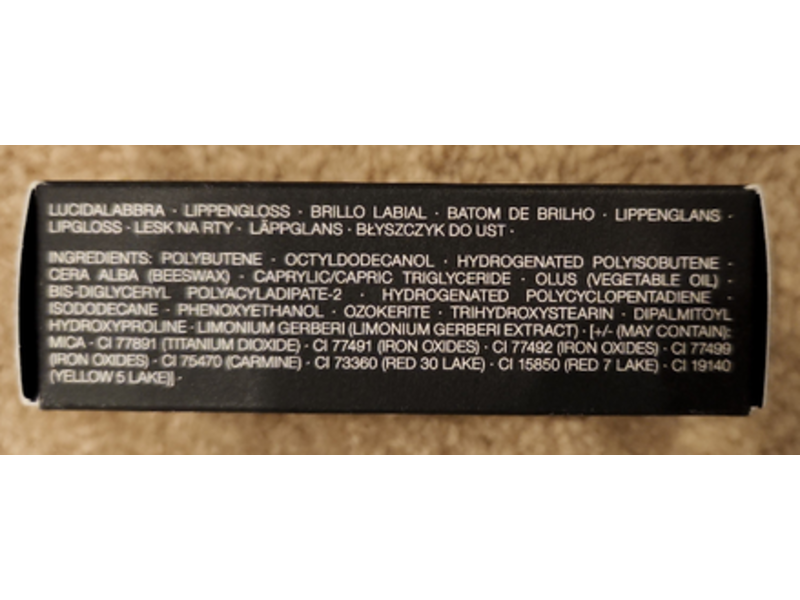 LUCIDALABBRA · LIPPENGLOSS · BRILLO LABIAL · BATOM DE BRILHO · LIPPENGLANS ·
LIPGLOSS · LESK NA RTY · LÄPPGLANS · BŁYSZCZYK DO UST ·
INGREDIENTS: POLYBUTENE · OCTYLDODECANOL · HYDROGENATED POLYISOBUTENE ·
CERA ALBA (BEESWAX) · CAPRYLIC/CAPRIC TRIGLYCERIDE · OLUS (VEGETABLE OIL) ·
BIS-DIGLYCERYL POLYACYLADIPATE-2 · HYDROGENATED POLYCYCLOPENTADIENE ·
ISODODECANE · PHENOXYETHANOL · OZOKERITE · TRIHYDROXYSTEARIN · DIPALMITOYL
HYDROXYPROLINE · LIMONIUM GERBERI (LIMONIUM GERBERI EXTRACT) · [+/- (MAY CONTAIN):
MICA · CI 77891 (TITANIUM DIOXIDE) · CI 77491 (IRON OXIDES) · CI 77492 (IRON OXIDES) · CI 77499
(IRON OXIDES) · CI 75470 (CARMINE) · CI 73360 (RED 30 LAKE) · CI 15850 (RED 7 LAKE) · CI 19140
(YELLOW 5 LAKE)] ·